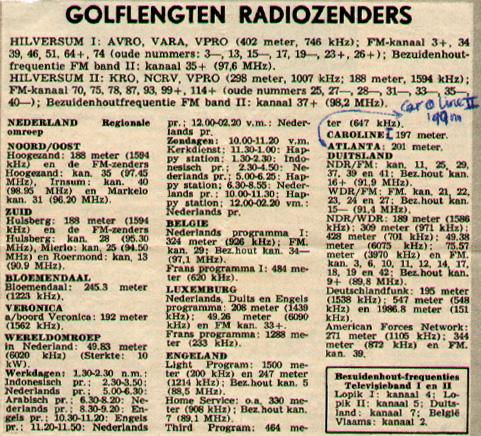 GOLFLENGTEN RADIOZENDERS
HILVERSUM I: AVRO, VARA, VPRO (402 meter, 746 kHz); FM-kanaal 3+, 34
39, 46, 51, 64+, 74 (oude nummers: 3—, 13, 15—, 17, 19—, 23+, 26+); Bezuidenhout-
frequentie FM band II: kanaal 35+ (97,6 MHz).
HILVERSUM II: KRO, NCRV, VPRO (298 meter, 1007 kHz; 188 meter, 1594 kHz);
FM-kanaal 70, 75, 78, 87, 93, 99+, 114+ (oude nummers 25, 27—, 28—, 31—, 33—, 35—
40—); Bezuidenhoutfrequentie FM band II: kanaal 37+ (98,2 MHz).
Caroline II
199m
NEDERLAND Regionale
omroep
NOORD/OOST
Hoogezand: 188 meter (1594
kHz) en de FM-zenders
Hoogezand: kan. 35 (97.45
MHz), Irnsum: kan. 40
(98.95 MHz) en Markelo
kan. 31 (96.20 MHz).
ZUID
Hulsberg: 188 meter (1594
kHz) en de FM-zenders
Hulsberg: kan. 28 (95.30
MHz), Mierlo: kan. 25 (94.50
MHz) en Roermond: kan. 13
(90.9 MHz).
BLOEMENDAAL
Bloemendaal: 245.3 meter
(1223 kHz).
VERONICA
a/boord Veronica: 192 meter
(1562 kHz).
WERELDOMROEP
in Nederland: 49.83 meter
(6020 kHz) (Sterkte: 10
kW).
Werkdagen: 1.30-2.30 n.m.:
Indonesisch pr.; 2.30-3.50:
Nederlands pr.; 5.00-6.30:
Arabisch pr.; 6.30-8.20: Ne-
derlands pr.; 8.30-9.20: En-
gels pr.; 10.30-11.20: Engels
pr.; 11.20-11.50: Nederlands
pr.; 12.00-02.20 v.m.: Neder-
lands pr.
Zondagen: 10.00-11.20 v.m.
Kerkdienst; 11.30-1.00: Hap-
py station; 1.30-2.30: Indo-
nesisch pr.; 2.30-4.50: Ne-
derlands pr.; 5.00-6.25: Hap-
py station; 6.30-8.55: Neder-
lands pr.; 10.00-11.30: Hap-
py station; 12.00-02.20 vm.:
Nederlands pr.
BELGIE
Nederlands programma I:
324 meter (926 kHz); FM.
kan. 29; Bez.hout kan. 34—
(97,1 MHz).
Frans programma I: 484 me-
ter (620 kHz).
LUXEMBURG
Nederlands, Duits en Engels
programma: 208 meter (1439
kHz); 49.26 meter (6090
kHz) en FM kan. 33+.
Frans programma: 1288 me-
ter (233 kHz).
ENGELAND
Light Program: 1500 me-
ter (200 kHz) en 247 meter
(1214 kHz); Bez.hout kan. 5
(88,5 MHz).
Home Service: o.a. 330 me-
ter (908 kHz); Bez.hout kan.
7 (89.1 MHz).
Third Program: 464 me-
ter (647 kHz).
CAROLINE: I 197 meter.
ATLANTA: 201 meter.
DUITSLAND
NDR/FM: kan. 11, 25, 29,
37, 39 en 41; Bez.hout kan.
16+ (91,9 MHz).
WDR/FM: FM kan. 21, 22,
23, 24 en 27; Bez.hout kan.
15— (91,4 MHz).
NDR/WDR: 189 meter (1586
kHz); 309 meter (971 kHz);
428 meter (701 kHz); 49.38
meter (6075 kHz); 75.57
meter (3970 kHz) en FM
kan. 3, 6, 10, 11, 12, 14, 17,
18, 19 en 42; Bez.hout kan.
9+ (89,8 MHz).
Deutschlandfunk: 195 meter
(1538 kHz); 547 meter (548
kHz) en 1986.8 meter (151
kHz).
American Forces Network:
271 meter (1105 kHz); 344
meter (872 kHz) en FM.
kan. 39.
Bezuidenhout-frequenties
Televisieband I en II
Lopik I: kanaal 4; Lo-
pik II: kanaal 5; Duits-
land: kanaal 7; België
Vlaams: kanaal 2.